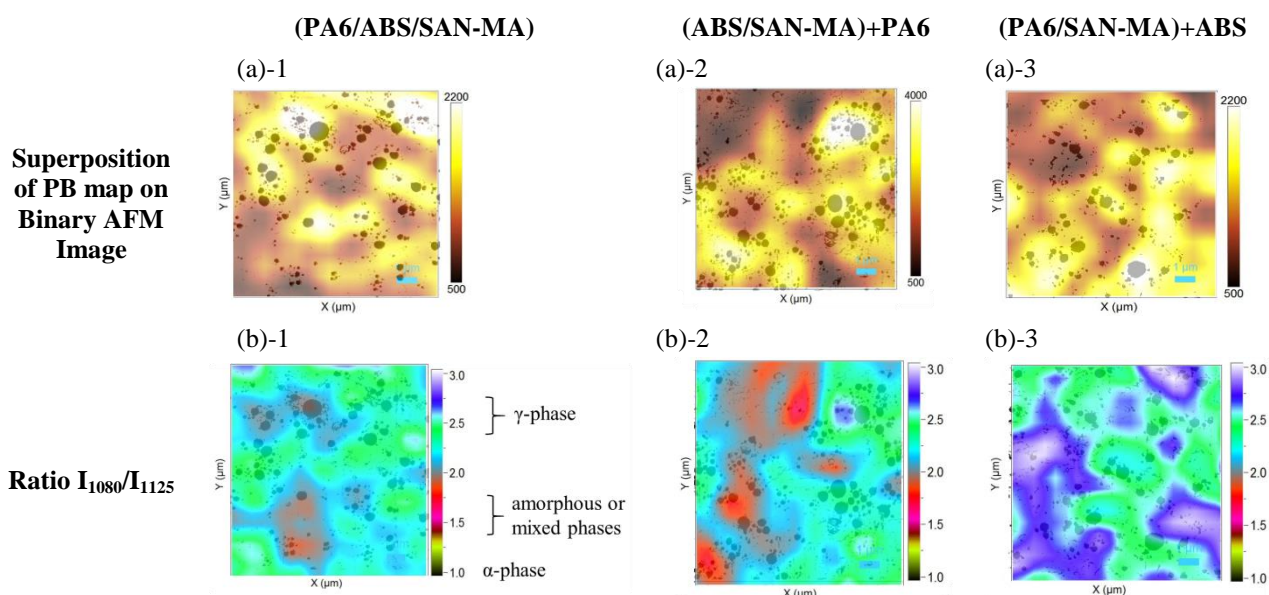 (PA6/ABS/SAN-MA)
(ABS/SAN-MA)+PA6
(PA6/SAN-MA)+ABS
(a)-1
(a)-2
(a)-3
Superposition
of PB map on
Binary AFM
Image
Y (µm)
X (µm)
1 µm
2200
500
Y (µm)
X (µm)
4000
500
Y (µm)
X (µm)
1 µm
2200
500
(b)-1
(b)-2
(b)-3
Ratio I1080/I1125
Y (µm)
X (µm)
3.0
2.5
2.0
1.5
1.0
γ-phase
amorphous or
mixed phases
α-phase
Y (µm)
X (µm)
3.0
2.5
2.0
1.5
1.0
Y (µm)
X (µm)
3.0
2.5
2.0
1.5
1.0